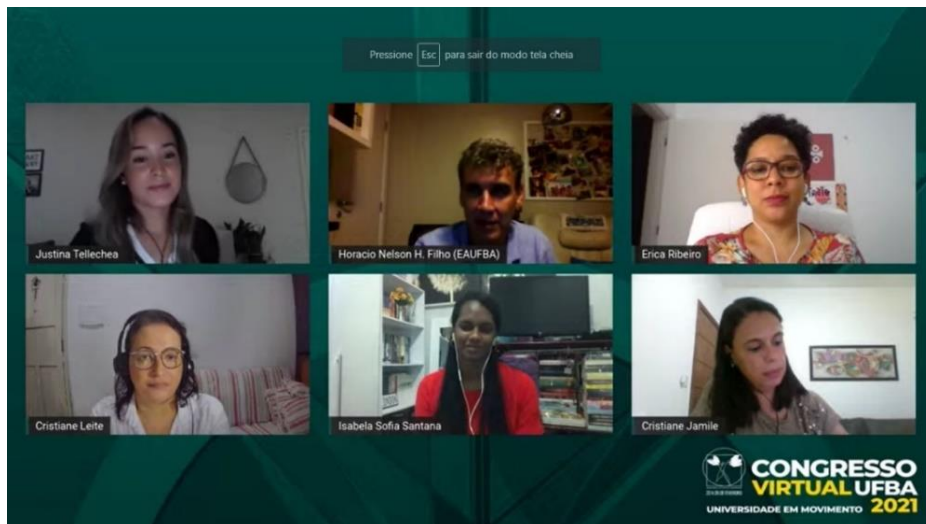 Pressione Esc para sair do modo tela cheia
Justina Tellechea
Horacio Nelson H. Filho (EAUFBA)
Erica Ribeiro
Cristiane Leite
Isabela Sofia Santana
Cristiane Jamile
CONGRESSO
VIRTUAL UFBA
UNIVERSIDADE EM MOVIMENTO 2021